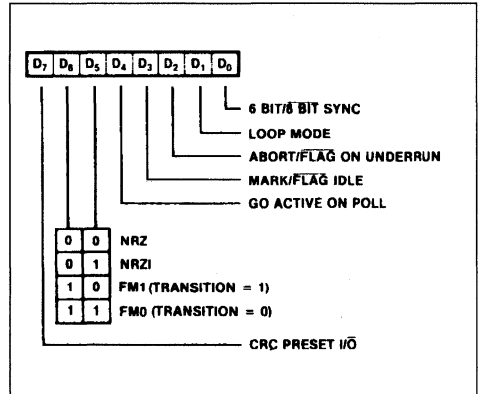 D7 D6 D5 D4 D3 D2 D1 D0
6 BIT/8 BIT SYNC
LOOP MODE
ABORT/FLAG ON UNDERRUN
MARK/FLAG IDLE
GO ACTIVE ON POLL
0 0 NRZ
0 1 NRZI
1 0 FM1 (TRANSITION = 1)
1 1 FM0 (TRANSITION = 0)
CRC PRESET I/O